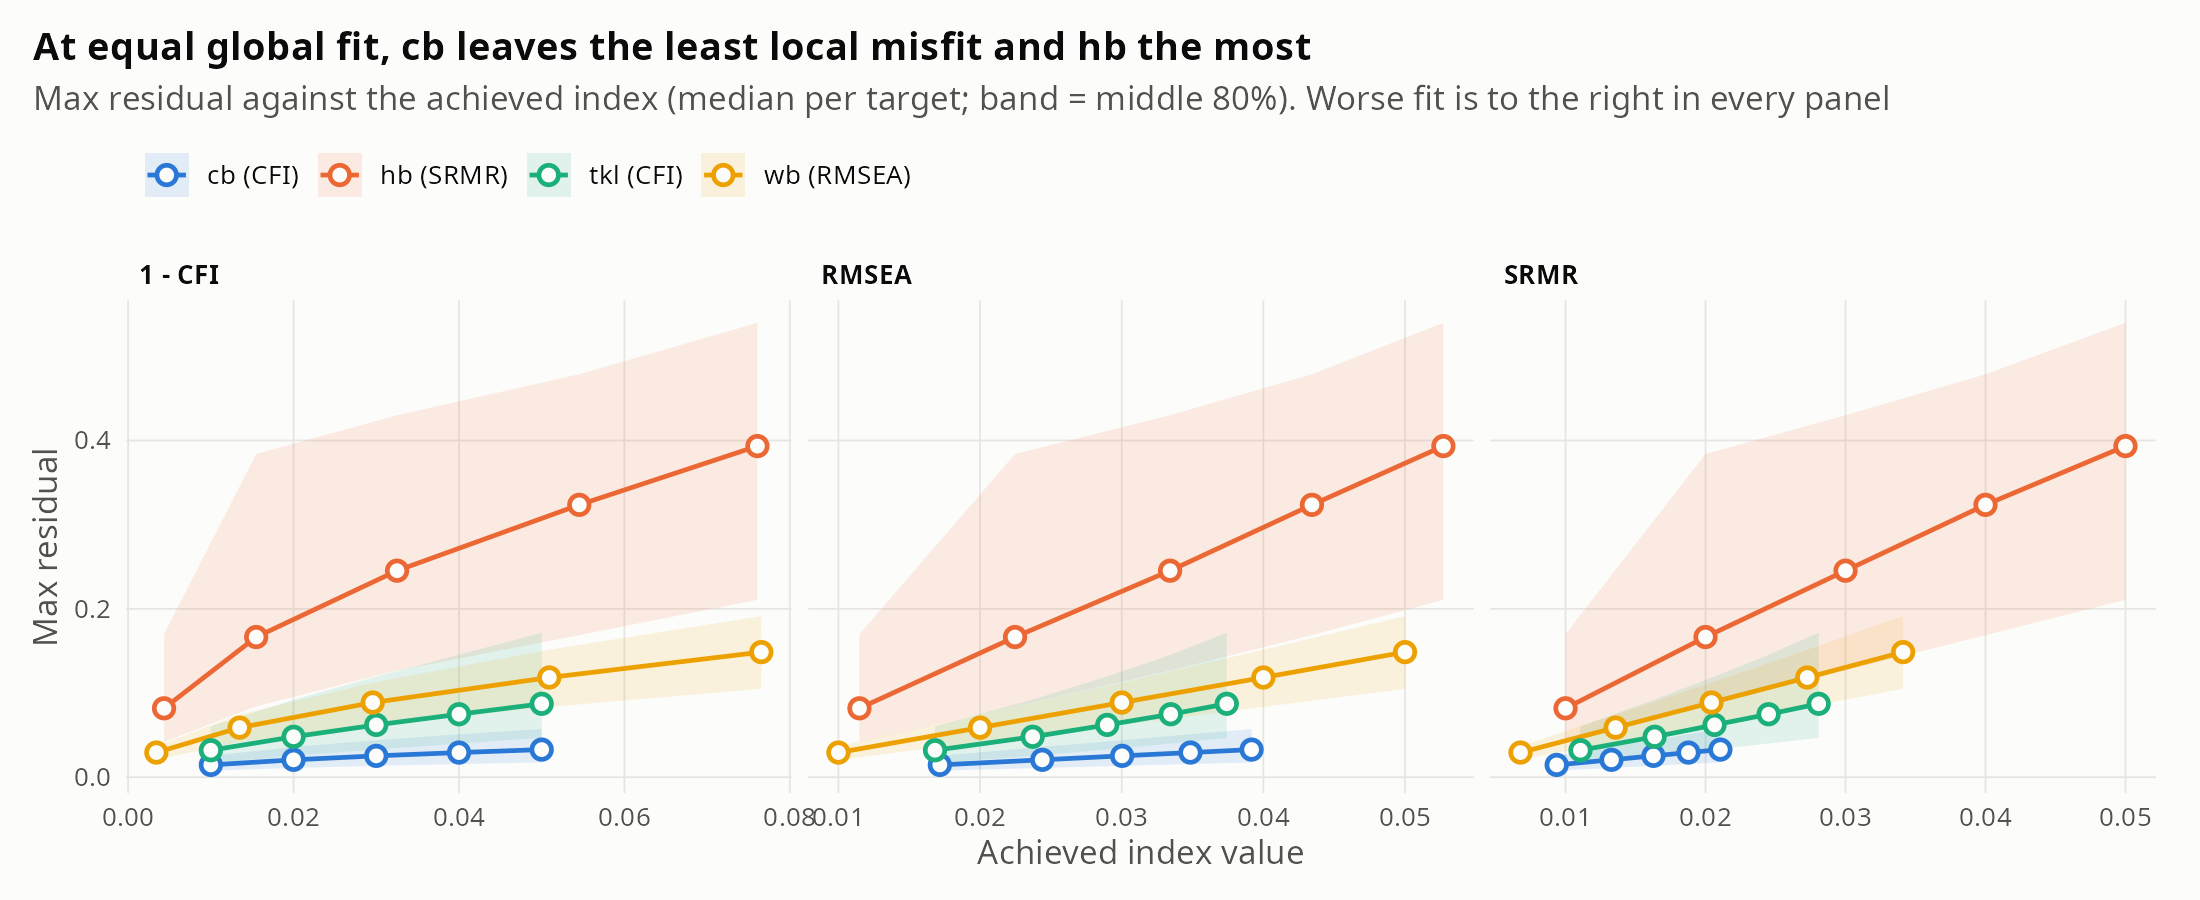 At equal global fit, cb leaves the least local misfit and hb the most
Max residual against the achieved index (median per target; band = middle 80%). Worse fit is to the right in every panel
cb (CFI) hb (SRMR) tkl (CFI) wb (RMSEA)
1 - CFI RMSEA SRMR
Max residual
0.4
0.2
0.0
0.00 0.02 0.04 0.06 0.08 0.01 0.02 0.03 0.04 0.05 0.01 0.02 0.03 0.04 0.05
Achieved index value